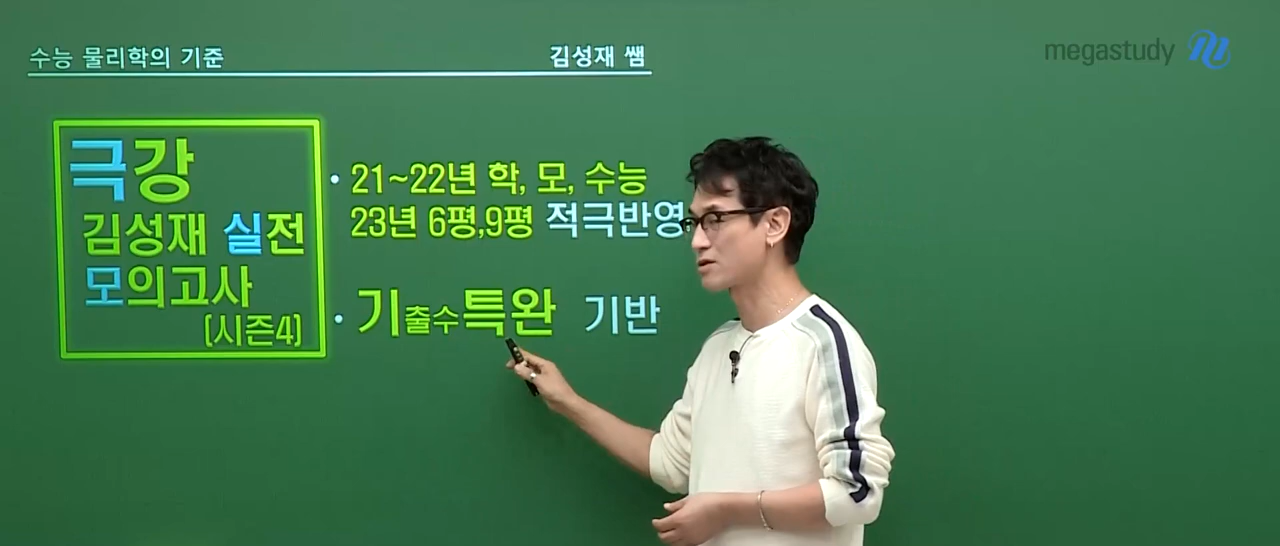 수능 물리학의 기준
김성재 쌤
megastudy
극강
김성재 실전
모의고사
[시즌4]
• 21~22년 학, 모, 수능
23년 6평,9평 적극반영
• 기출수특완 기반